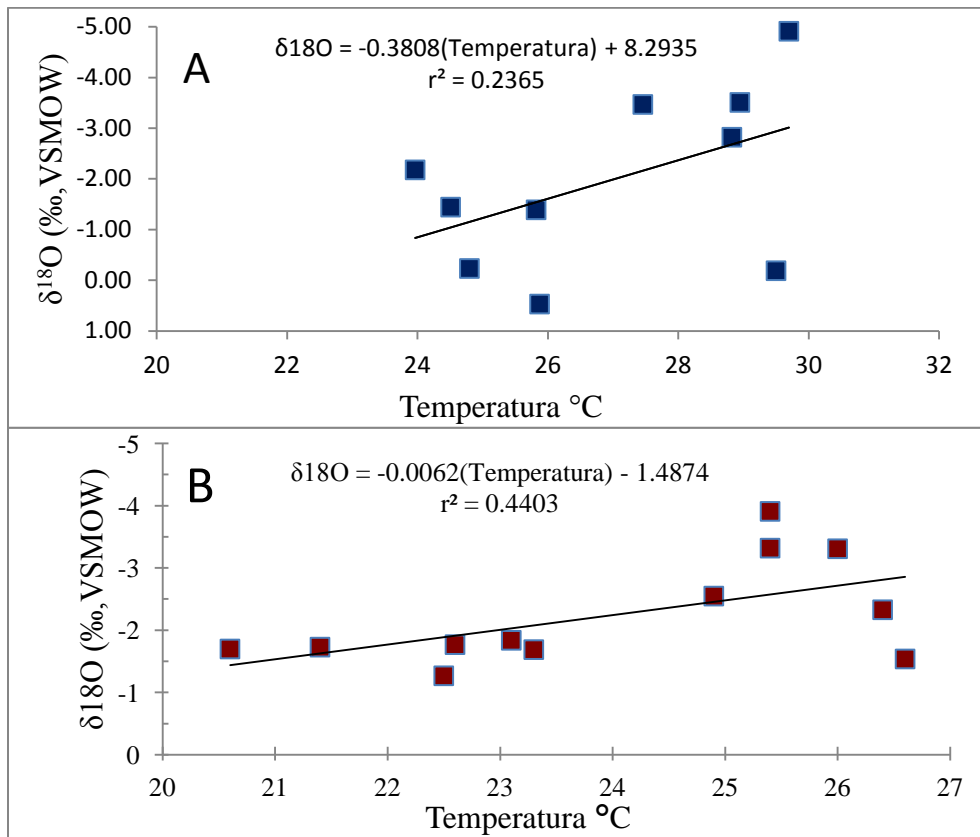 A
δ18O = -0.3808(Temperatura) + 8.2935
r² = 0.2365
δ¹⁸O (‰,VSMOW)
-5.00
-4.00
-3.00
-2.00
-1.00
0.00
1.00
20 22 24 26 28 30 32
Temperatura °C
B
δ18O = -0.0062(Temperatura) - 1.4874
r² = 0.4403
δ18O (‰,VSMOW)
-5
-4
-3
-2
-1
0
20 21 22 23 24 25 26 27
Temperatura °C